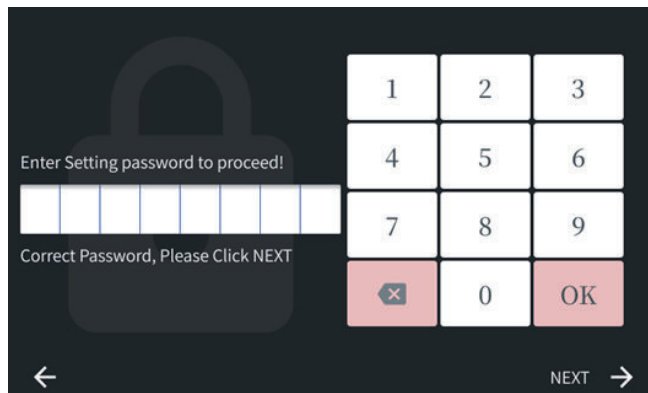 Enter Setting password to proceed!
Correct Password, Please Click NEXT
1 2 3
4 5 6
7 8 9
0 OK
NEXT